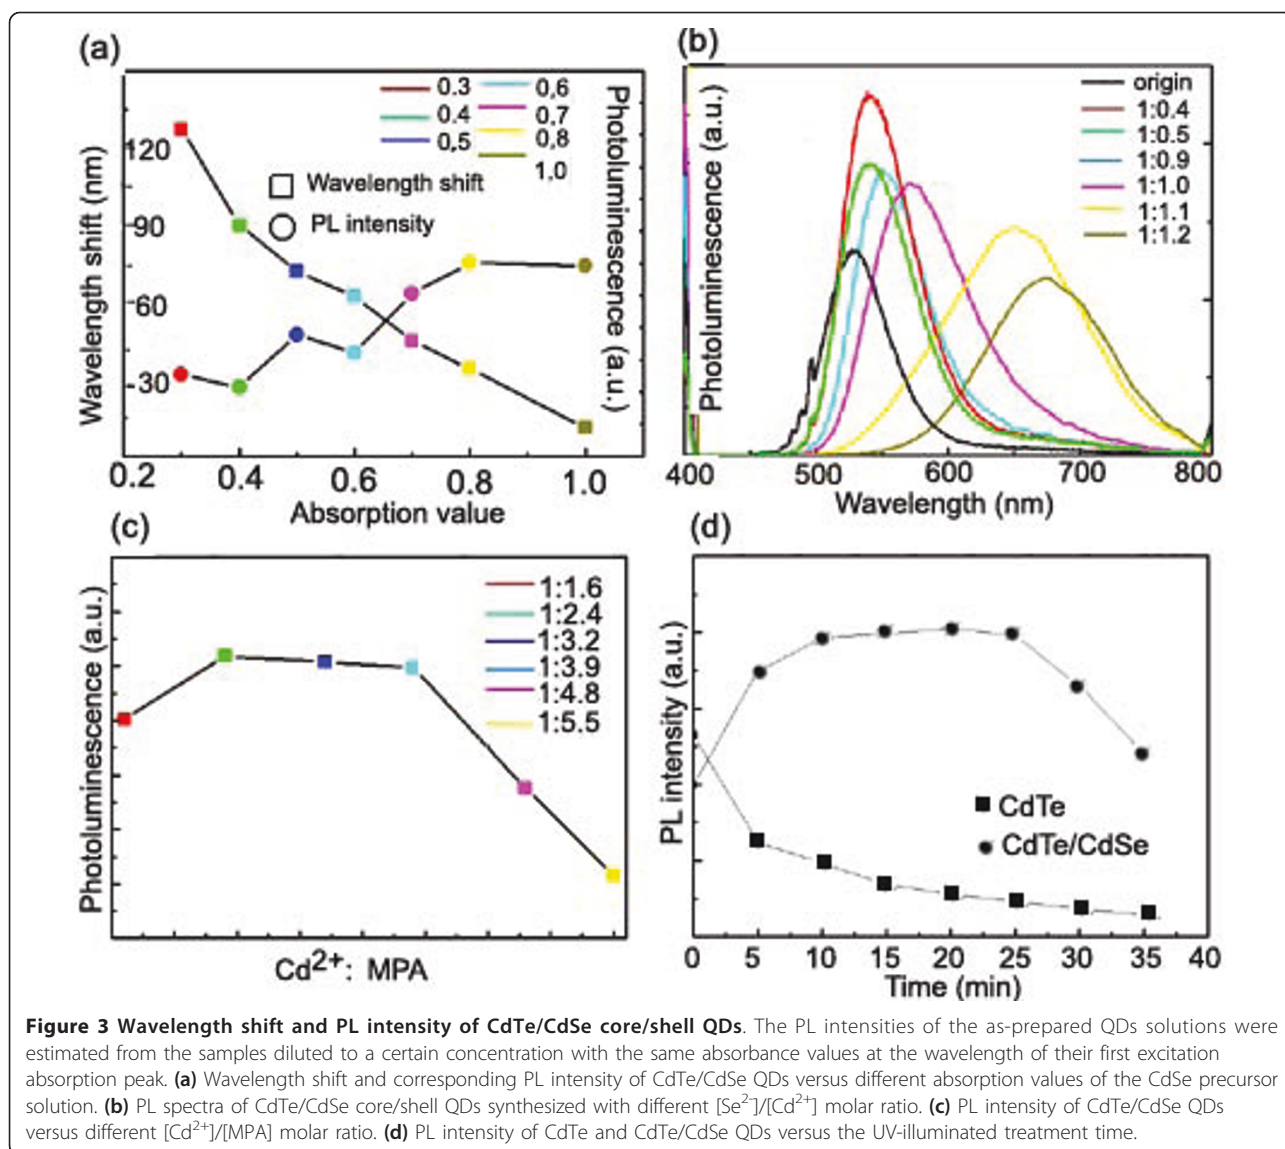 (a)
Wavelength shift (nm)
120
90
60
30
0.3
0.4
0,5
0,6
0,7
0,8
1,0
Wavelength shift
PL intensity
Photoluminescence (a.u.)
0.2 0.4 0.6 0.8 1.0
Absorption value
(b)
Photoluminescence (a.u.)
origin
1:0.4
1:0.5
1:0.9
1:1.0
1:1.1
1:1.2
400 500 600 700 800
Wavelength (nm)
(c)
Photoluminescence (a.u.)
1:1.6
1:2.4
1:3.2
1:3.9
1:4.8
1:5.5
Cd2+: MPA
(d)
PL intensity (a.u.)
CdTe
CdTe/CdSe
0 5 10 15 20 25 30 35 40
Time (min)
Figure 3 Wavelength shift and PL intensity of CdTe/CdSe core/shell QDs. The PL intensities of the as-prepared QDs solutions were
estimated from the samples diluted to a certain concentration with the same absorbance values at the wavelength of their first excitation
absorption peak. (a) Wavelength shift and corresponding PL intensity of CdTe/CdSe QDs versus different absorption values of the CdSe precursor
solution. (b) PL spectra of CdTe/CdSe core/shell QDs synthesized with different [Se2-]/[Cd2+] molar ratio. (c) PL intensity of CdTe/CdSe QDs
versus different [Cd2+]/[MPA] molar ratio. (d) PL intensity of CdTe and CdTe/CdSe QDs versus the UV-illuminated treatment time.